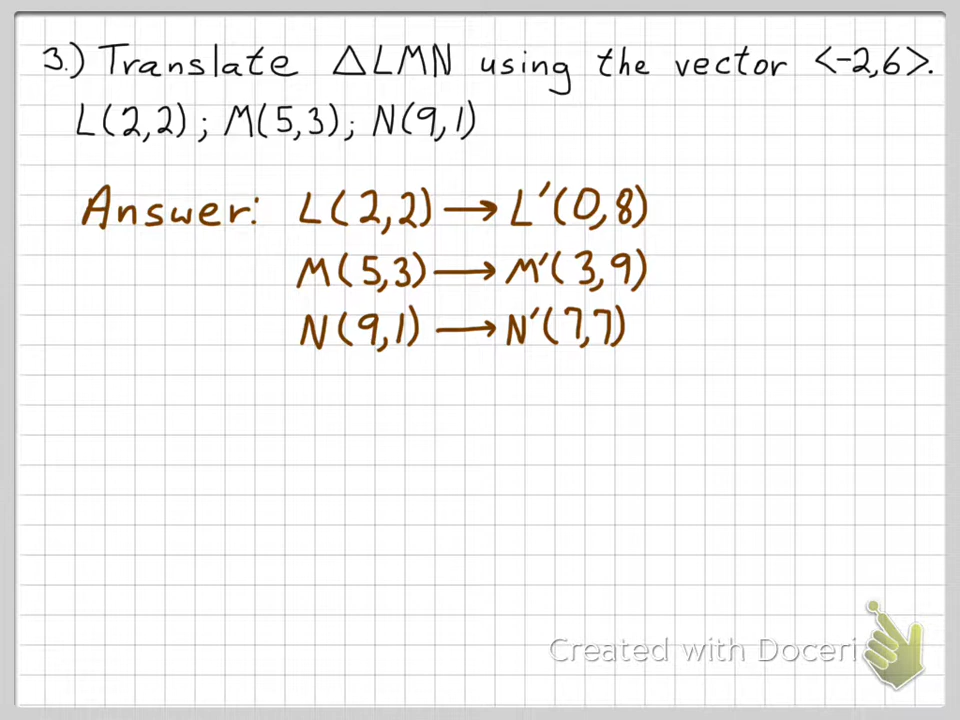 3.) Translate △LMN using the vector <-2,6>.
L(2,2); M(5,3); N(9,1)
Answer: L(2,2) → L'(0,8)
M(5,3) → M'(3,9)
N(9,1) → N'(7,7)
Created with Doceri